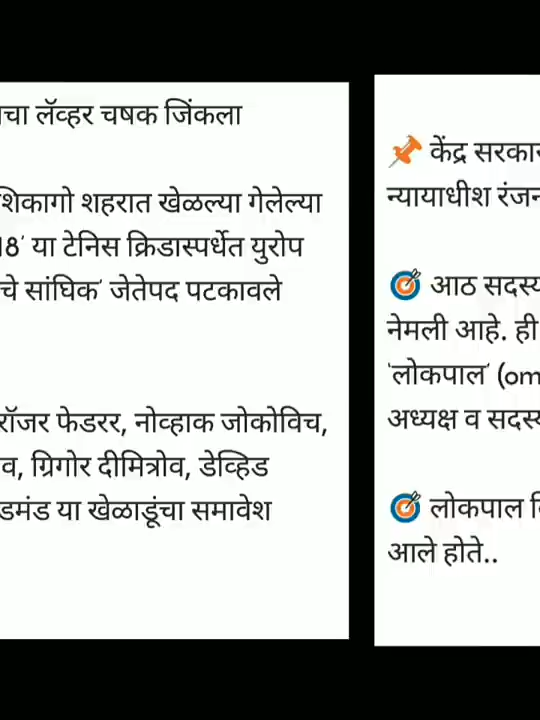 चा लॅव्हर चषक जिंकला
शिकागो शहरात खेळल्या गेलेल्या
18' या टेनिस क्रिडास्पर्धेत युरोप
चे सांघिक' जेतेपद पटकावले
रॉजर फेडरर, नोव्हाक जोकोविच,
व, ग्रिगोर दीमित्रोव, डेव्हिड
डमंड या खेळाडूंचा समावेश
📌 केंद्र सरकार
न्यायाधीश रंजन
🎯 आठ सदस्य
नेमली आहे. ही
'लोकपाल' (om
अध्यक्ष व सदस्य
🎯 लोकपाल
आले होते..